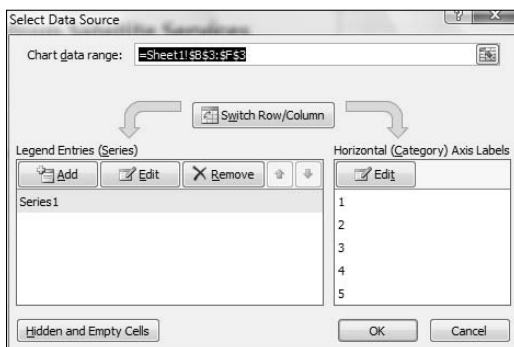 Select Data Source
Chart data range: =Sheet1!$B$3:$F$3
Switch Row/Column
Legend Entries (Series)
Add Edit Remove
Series1
Horizontal (Category) Axis Labels
Edit
1
2
3
4
5
Hidden and Empty Cells
OK Cancel